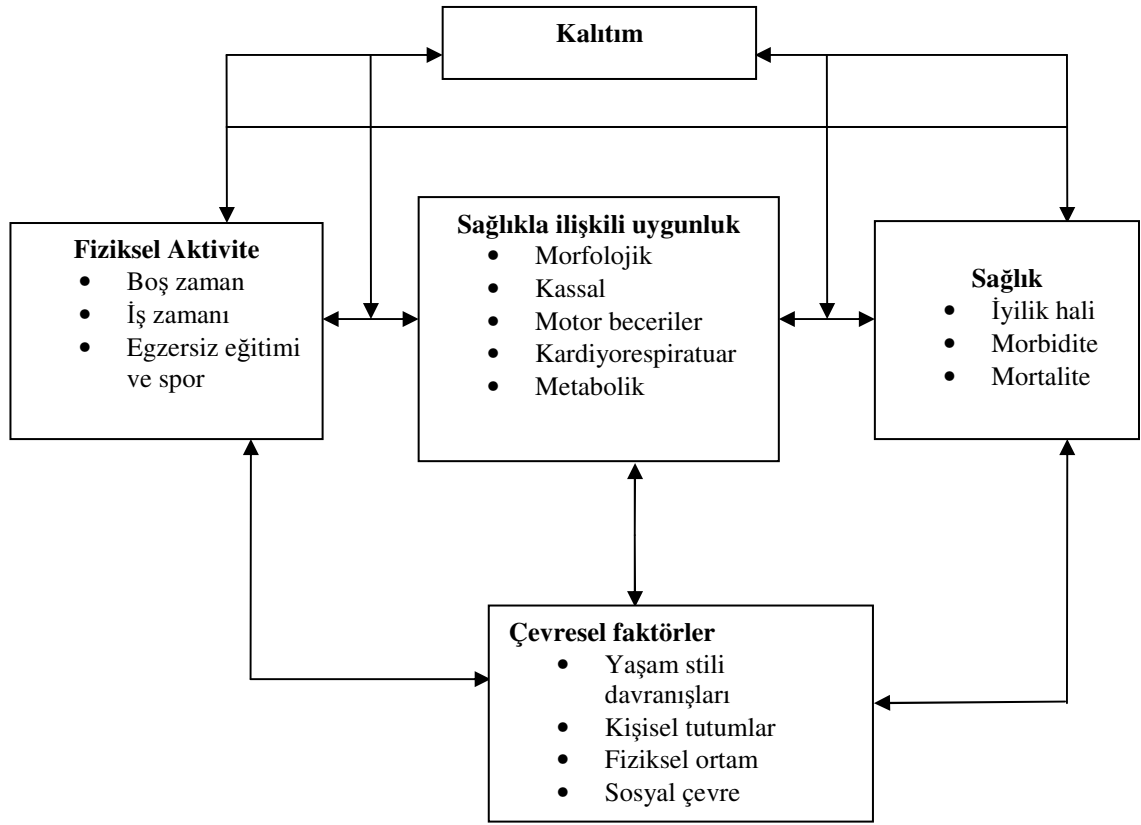 Kalıtım
Fiziksel Aktivite
• Boş zaman
• İş zamanı
• Egzersiz eğitimi
ve spor
Sağlıkla ilişkili uygunluk
• Morfolojik
• Kassal
• Motor beceriler
• Kardiyorespiratuar
• Metabolik
Sağlık
• İyilik hali
• Morbidite
• Mortalite
Çevresel faktörler
• Yaşam stili
davranışları
• Kişisel tutumlar
• Fiziksel ortam
• Sosyal çevre